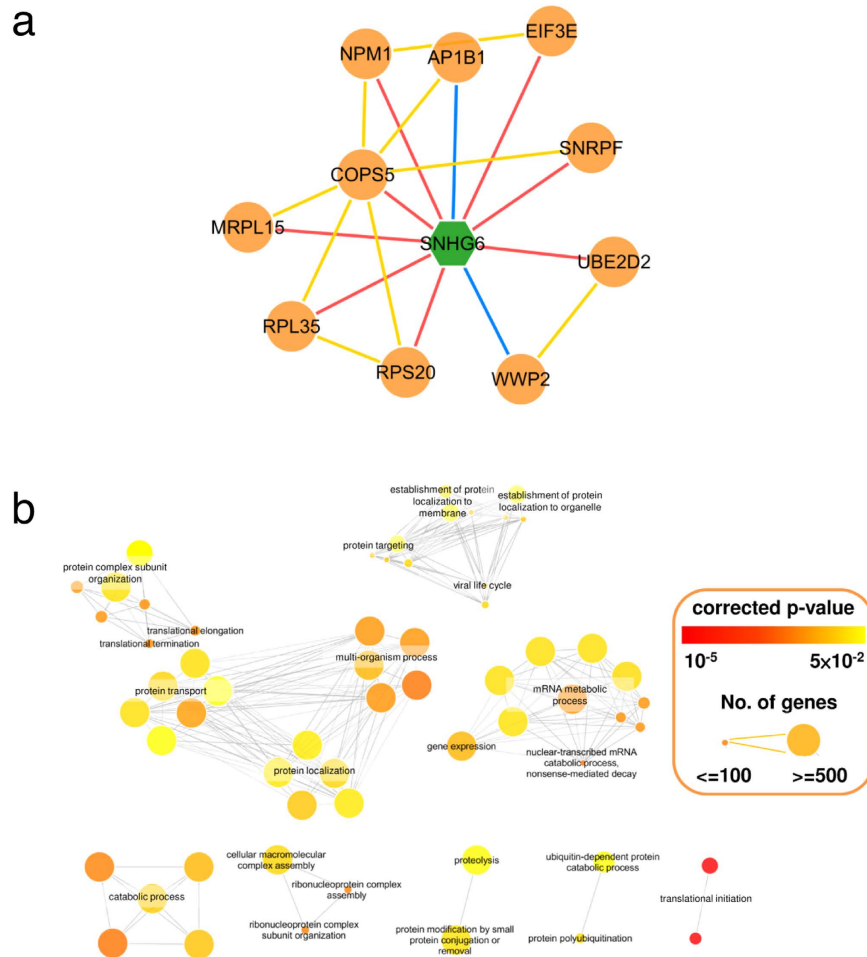 a
EIF3E
NPM1
AP1B1
SNRPF
COPS5
MRPL15
SNHG6
UBE2D2
RPL35
RPS20
WWP2
b
establishment of protein
localization to
membrane
establishment of protein
localization to organelle
protein targeting
viral life cycle
protein complex subunit
organization
translational elongation
translational termination
multi-organism process
protein transport
protein localization
mRNA metabolic
process
gene expression
nuclear-transcribed mRNA
catabolic process,
nonsense-mediated decay
corrected p-value
10-5 5x10-2
No. of genes
<=100 >=500
catabolic process
cellular macromolecular
complex assembly
ribonucleoprotein complex
assembly
ribonucleoprotein complex
subunit organization
proteolysis
protein modification by small
protein conjugation or
removal
ubiquitin-dependent protein
catabolic process
protein polyubiquitination
translational initiation